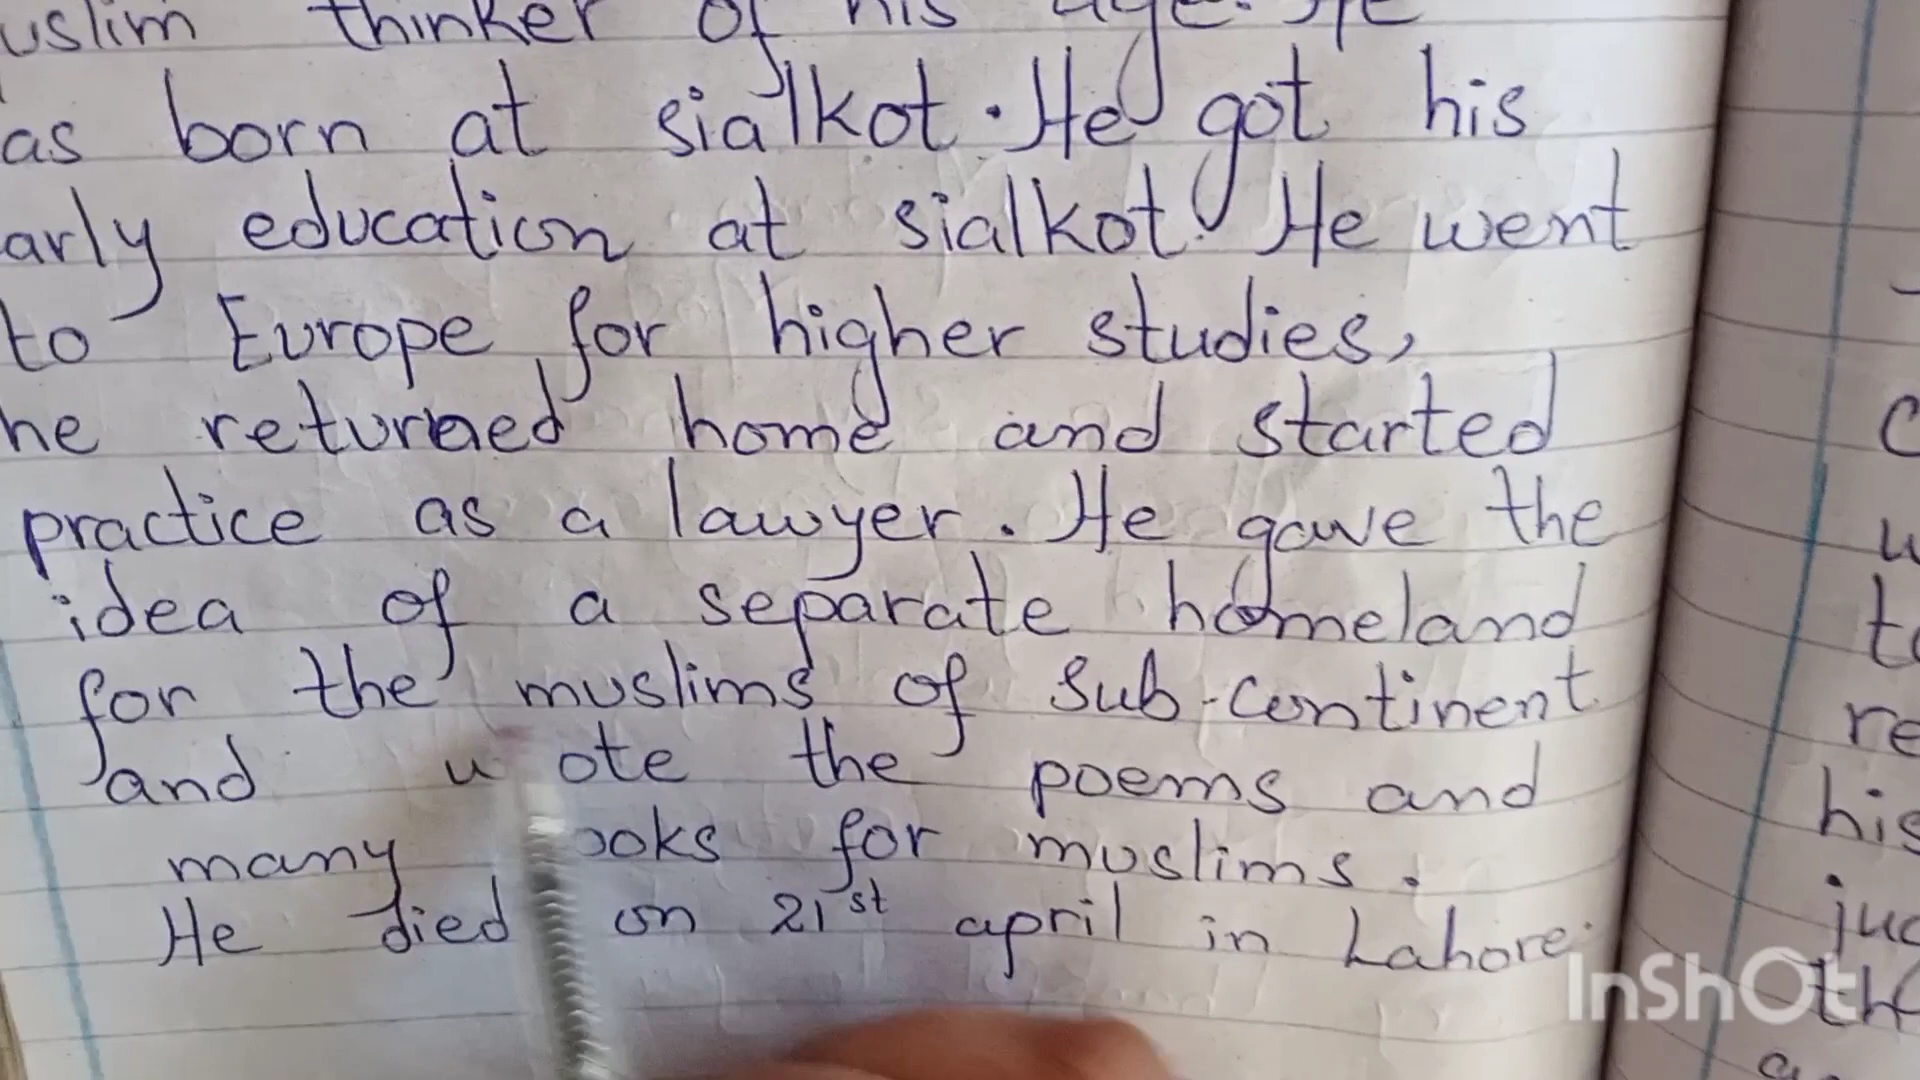 uslim thinker of his age. He
as born at sialkot. He got his
arly education at sialkot. He went
to Europe for higher studies,
he returned home and started
practice as a lawyer. He gave the
idea of a separate homeland
for the muslims of Sub-continent
and ote the poems and
many ooks for muslims.
He died on 21st april in Lahore.
InShOt